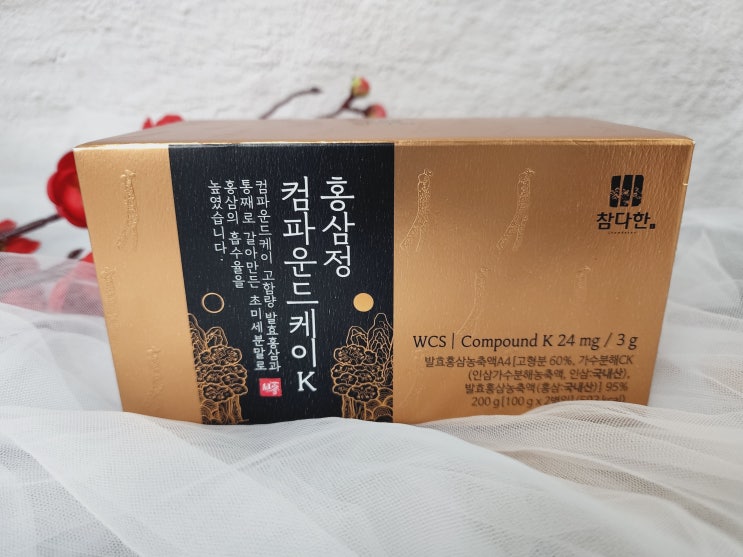 홍삼정
컴파운드케이K
컴파운드케이 고함량 발효홍삼과
통째로 갈아만든 초미세분말로
홍삼의 흡수율을
높였습니다.
참다한
WCS | Compound K 24 mg / 3 g
발효홍삼농축액A4 [고형분 60%, 가수분해CK
(인삼가수분해농축액, 인삼:국내산),
발효홍삼농축액(홍삼:국내산)] 95%
200 g [100 g x 2병입]